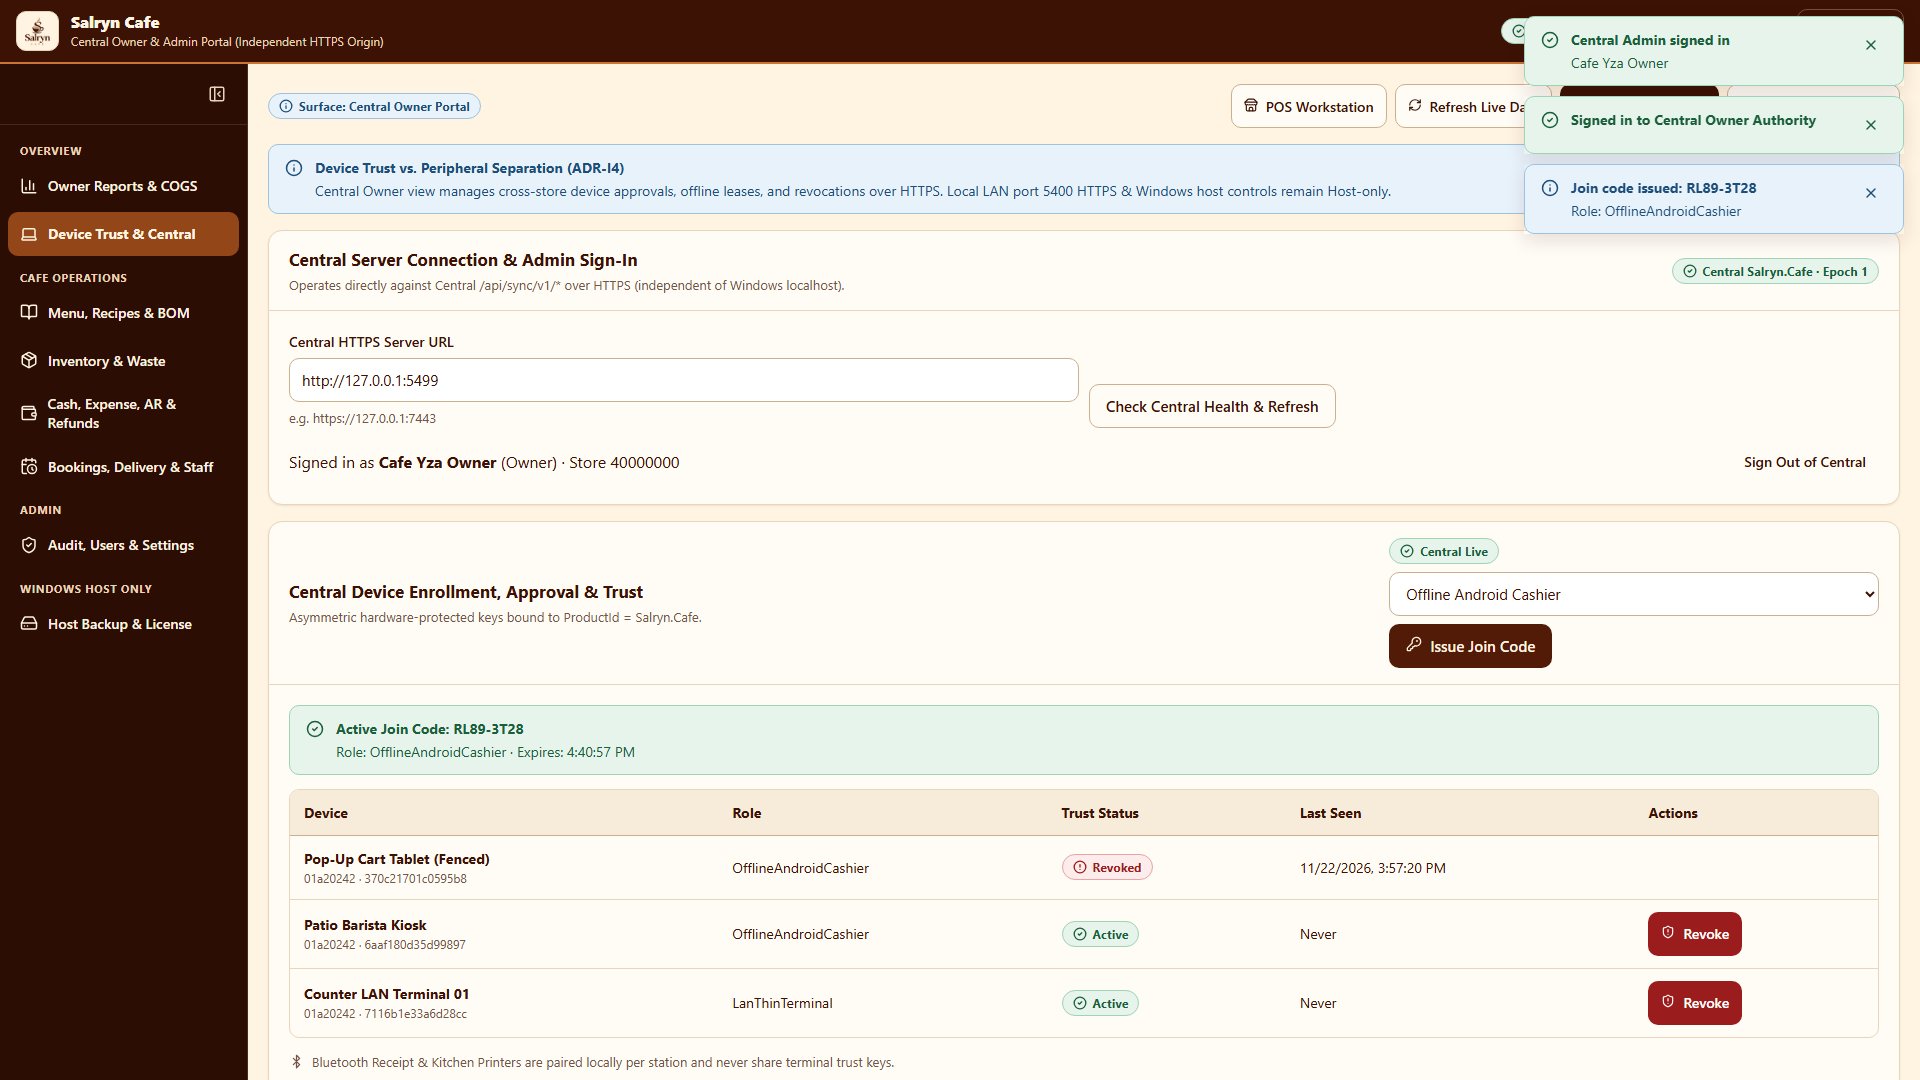 Salryn
Salryn Cafe
Central Owner & Admin Portal (Independent HTTPS Origin)
Central Admin signed in
Cafe Yza Owner
Signed in to Central Owner Authority
Join code issued: RL89-3T28
Role: OfflineAndroidCashier
OVERVIEW
Owner Reports & COGS
Device Trust & Central
CAFE OPERATIONS
Menu, Recipes & BOM
Inventory & Waste
Cash, Expense, AR &
Refunds
Bookings, Delivery & Staff
ADMIN
Audit, Users & Settings
WINDOWS HOST ONLY
Host Backup & License
Surface: Central Owner Portal
POS Workstation
Refresh Live Da
Device Trust vs. Peripheral Separation (ADR-I4)
Central Owner view manages cross-store device approvals, offline leases, and revocations over HTTPS. Local LAN port 5400 HTTPS & Windows host controls remain Host-only.
Central Server Connection & Admin Sign-In
Operates directly against Central /api/sync/v1/* over HTTPS (independent of Windows localhost).
Central Salryn.Cafe · Epoch 1
Central HTTPS Server URL
http://127.0.0.1:5499
e.g. https://127.0.0.1:7443
Check Central Health & Refresh
Signed in as Cafe Yza Owner (Owner) · Store 40000000
Sign Out of Central
Central Device Enrollment, Approval & Trust
Asymmetric hardware-protected keys bound to ProductId = Salryn.Cafe.
Central Live
Offline Android Cashier
Issue Join Code
Active Join Code: RL89-3T28
Role: OfflineAndroidCashier · Expires: 4:40:57 PM
Device Role Trust Status Last Seen Actions
Pop-Up Cart Tablet (Fenced)
01a20242 · 370c21701c0595b8
OfflineAndroidCashier Revoked 11/22/2026, 3:57:20 PM
Patio Barista Kiosk
01a20242 · 6aaf180d35d99897
OfflineAndroidCashier Active Never Revoke
Counter LAN Terminal 01
01a20242 · 7116b1e33a6d28cc
LanThinTerminal Active Never Revoke
Bluetooth Receipt & Kitchen Printers are paired locally per station and never share terminal trust keys.